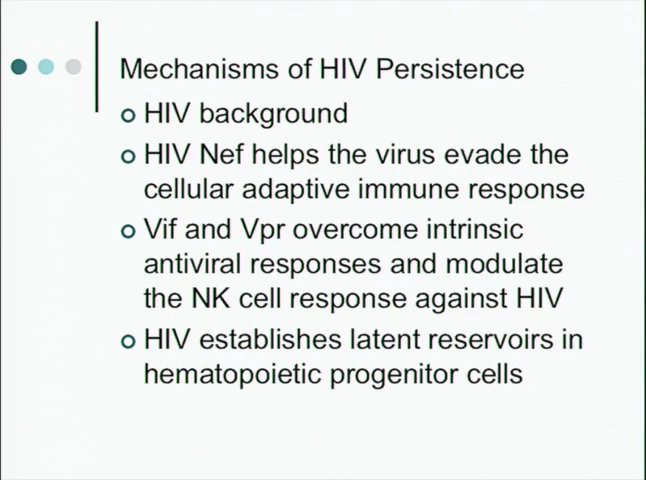 Mechanisms of HIV Persistence
HIV background
HIV Nef helps the virus evade the
cellular adaptive immune response
Vif and Vpr overcome intrinsic
antiviral responses and modulate
the NK cell response against HIV
HIV establishes latent reservoirs in
hematopoietic progenitor cells